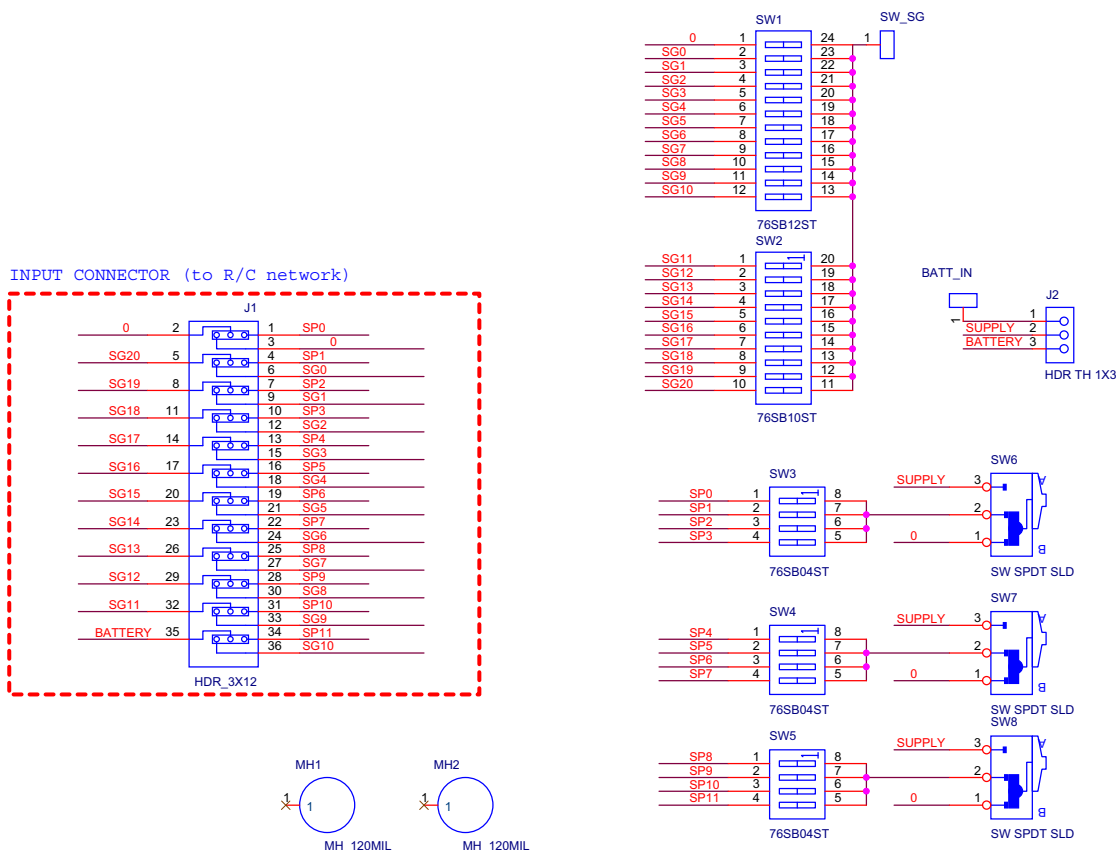 SW1
SW_SG
0 1 24 1
SG0 2 23
SG1 3 22
SG2 4 21
SG3 5 20
SG4 6 19
SG5 7 18
SG6 8 17
SG7 9 16
SG8 10 15
SG9 11 14
SG10 12 13
76SB12ST
SW2
SG11 1 20
SG12 2 19
SG13 3 18
SG14 4 17
SG15 5 16
SG16 6 15
SG17 7 14
SG18 8 13
SG19 9 12
SG20 10 11
76SB10ST
BATT_IN
1
J2
1
SUPPLY 2
BATTERY 3
HDR TH 1X3
INPUT CONNECTOR (to R/C network)
J1
0 2 1 SP0
3 0
SG20 5 4 SP1
6 SG0
SG19 8 7 SP2
9 SG1
SG18 11 10 SP3
12 SG2
SG17 14 13 SP4
15 SG3
SG16 17 16 SP5
18 SG4
SG15 20 19 SP6
21 SG5
SG14 23 22 SP7
24 SG6
SG13 26 25 SP8
27 SG7
SG12 29 28 SP9
30 SG8
SG11 32 31 SP10
33 SG9
BATTERY 35 34 SP11
36 SG10
HDR_3X12
SW3
SP0 1 8
SP1 2 7
SP2 3 6
SP3 4 5
76SB04ST
SW6
SUPPLY 3 A
2
0 1 B
SW SPDT SLD
SW4
SP4 1 8
SP5 2 7
SP6 3 6
SP7 4 5
76SB04ST
SW7
SUPPLY 3 A
2
0 1 B
SW SPDT SLD
SW5
SP8 1 8
SP9 2 7
SP10 3 6
SP11 4 5
76SB04ST
SW8
SUPPLY 3 A
2
0 1 B
SW SPDT SLD
MH1
1 1
MH_120MIL
MH2
1 1
MH_120MIL